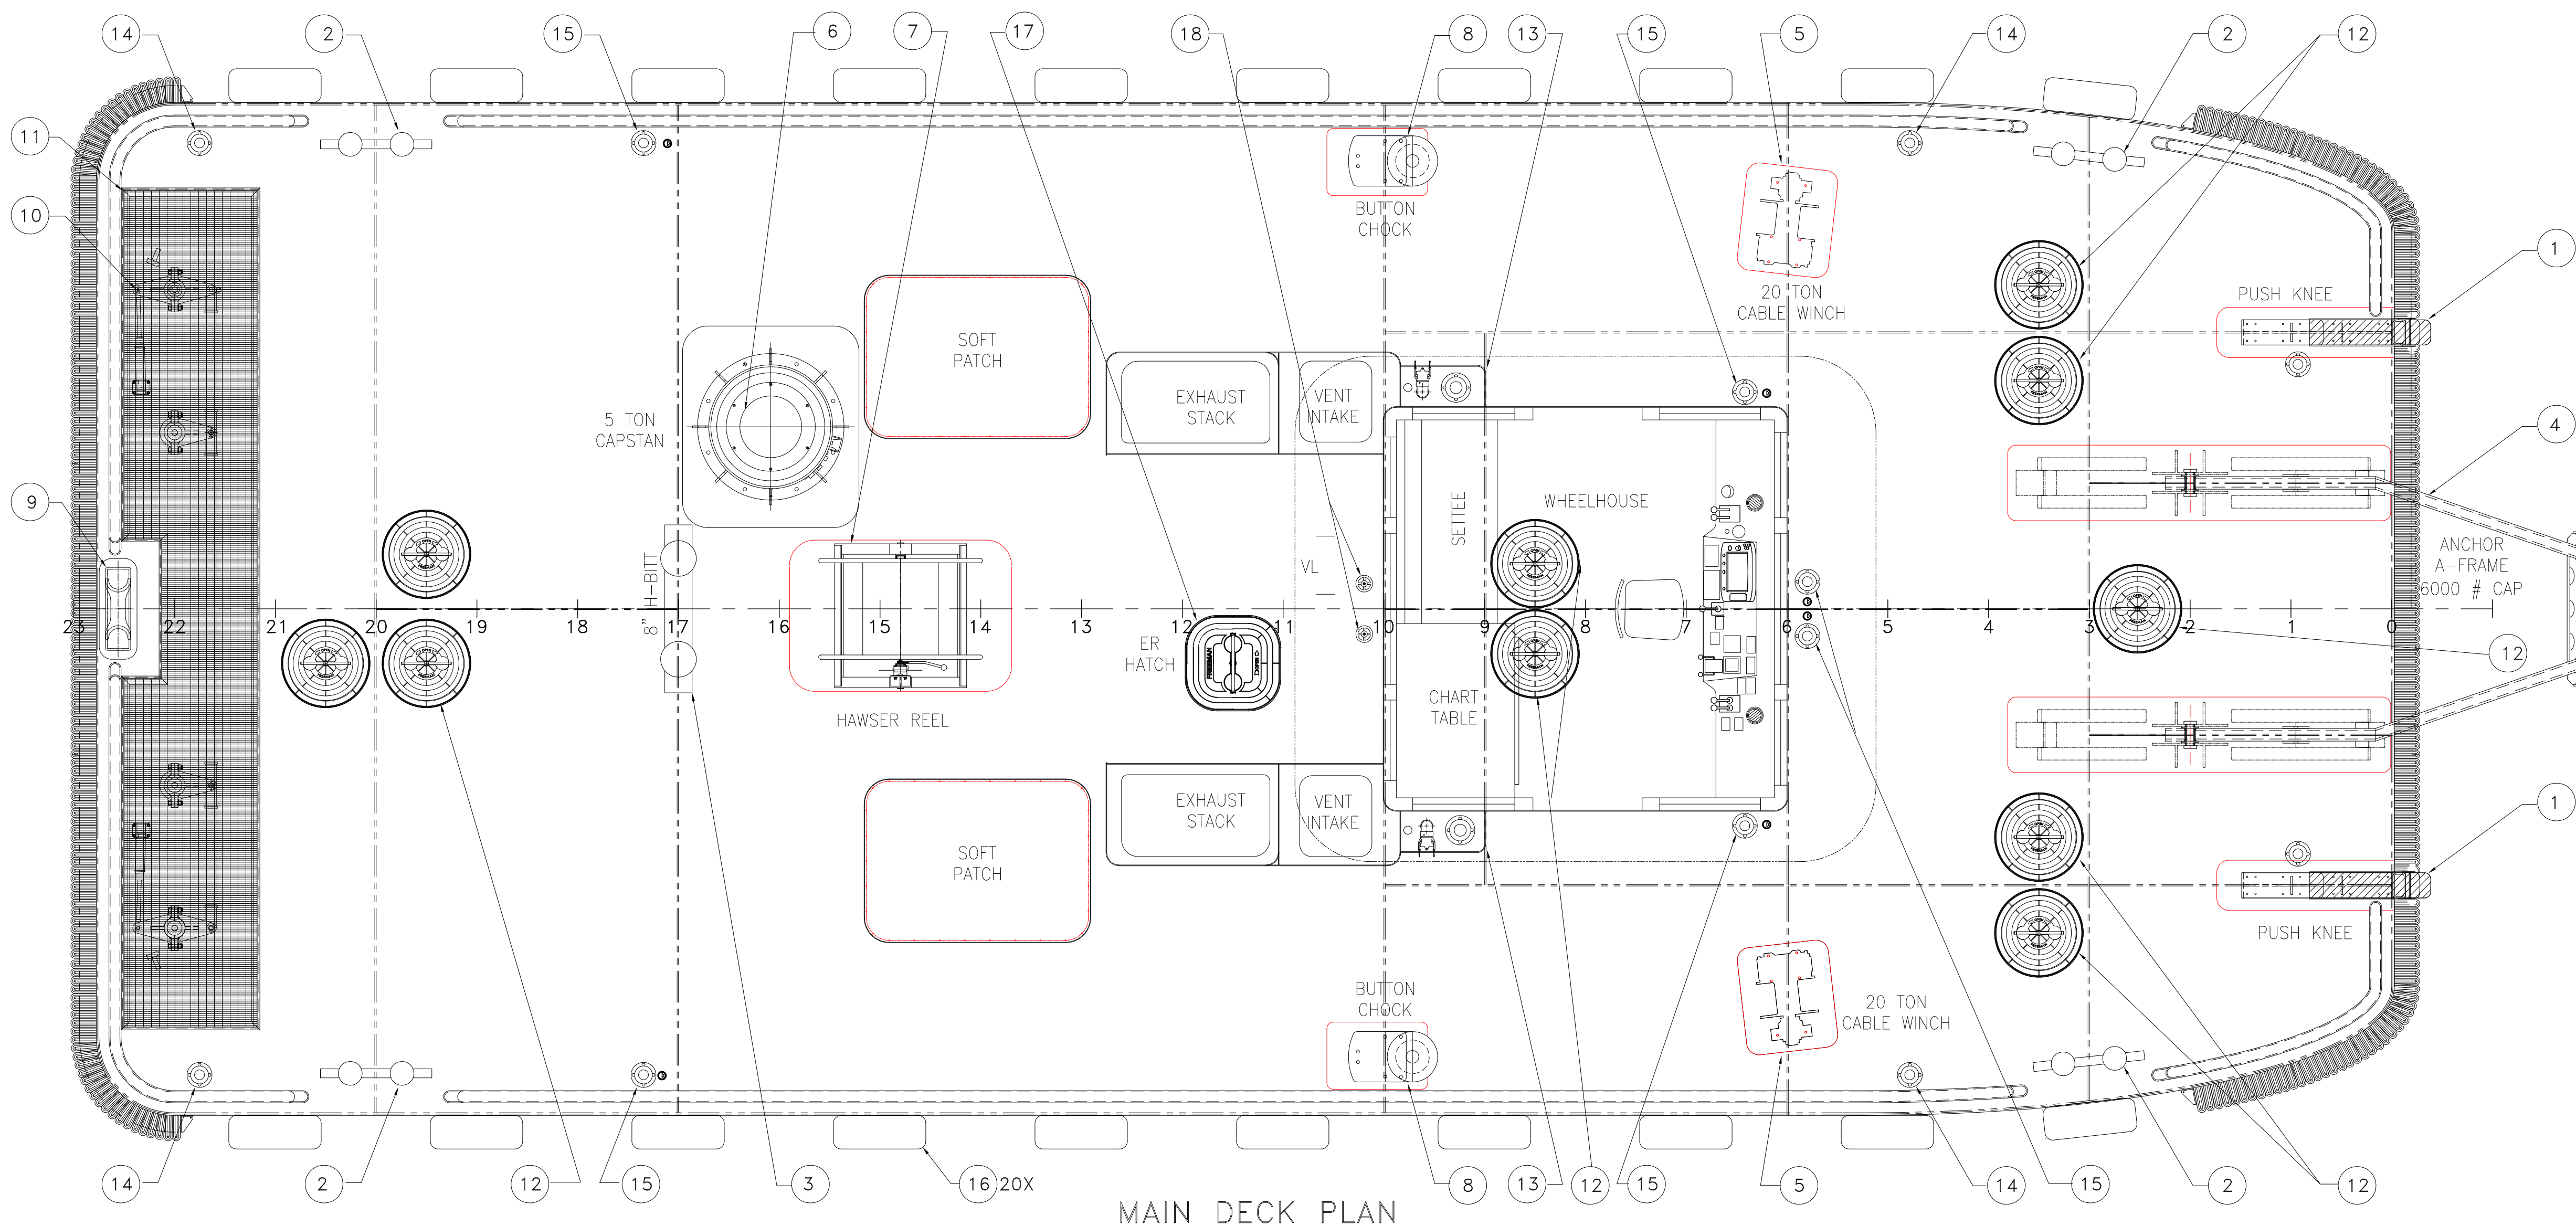 14
2
15
6
7
17
18
8
13
15
5
14
2
12
11
10
9
BUTTON
CHOCK
20 TON
CABLE WINCH
PUSH KNEE
1
SOFT
PATCH
5 TON
CAPSTAN
EXHAUST
STACK
VENT
INTAKE
SETTEE
WHEELHOUSE
4
ANCHOR
A-FRAME
6000 # CAP
8" H-BITT
VL
23
22
21
20
19
18
17
16
15
14
13
12
11
10
9
8
7
6
5
4
3
2
1
0
ER
HATCH
FREEMAN
OPEN
12
HAWSER REEL
CHART
TABLE
EXHAUST
STACK
VENT
INTAKE
1
SOFT
PATCH
PUSH KNEE
BUTTON
CHOCK
20 TON
CABLE WINCH
14
2
12
15
3
16 20X
8
13
12
15
5
14
15
2
12
MAIN DECK PLAN